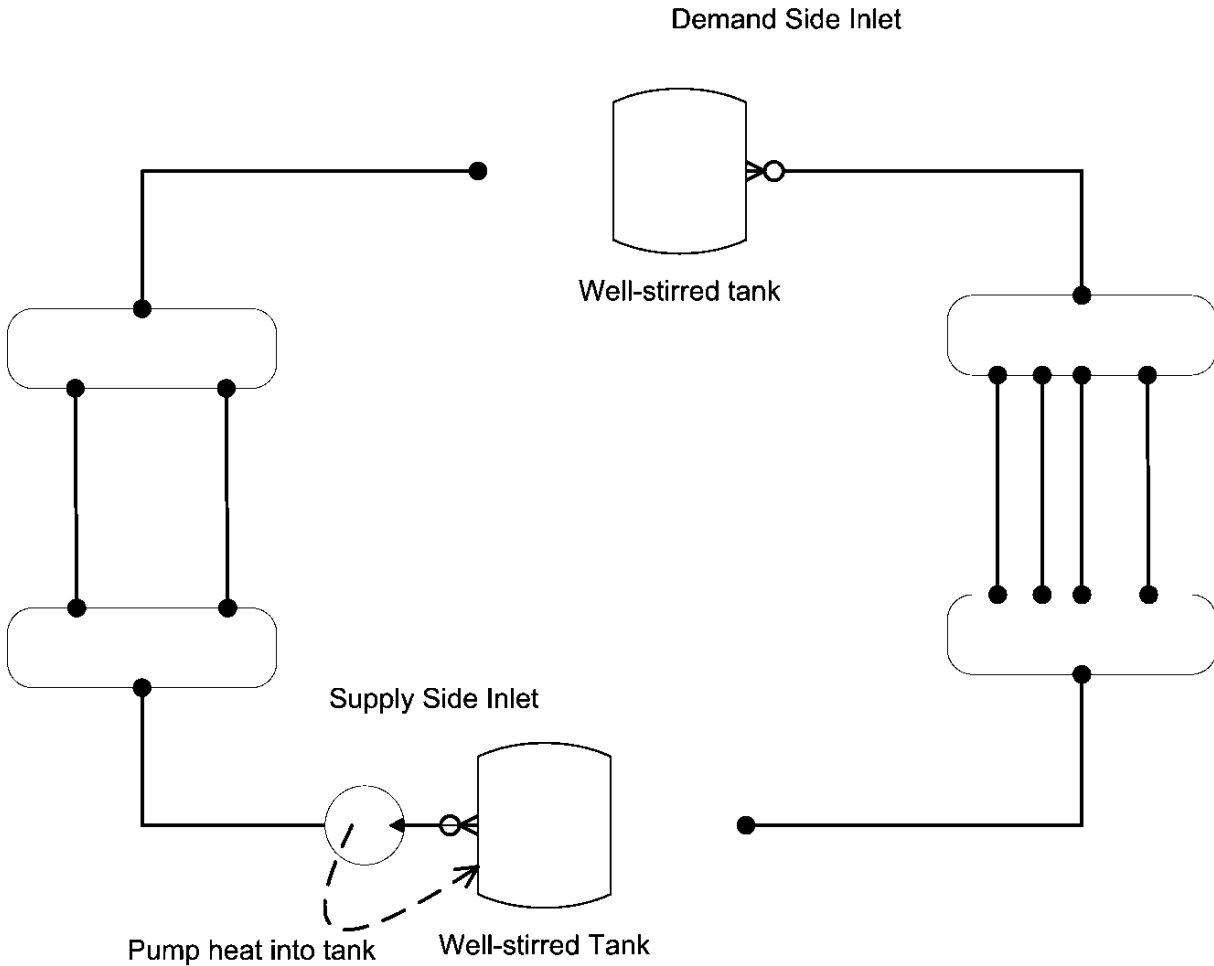 Demand Side Inlet
Well-stirred tank
Supply Side Inlet
Pump heat into tank
Well-stirred Tank